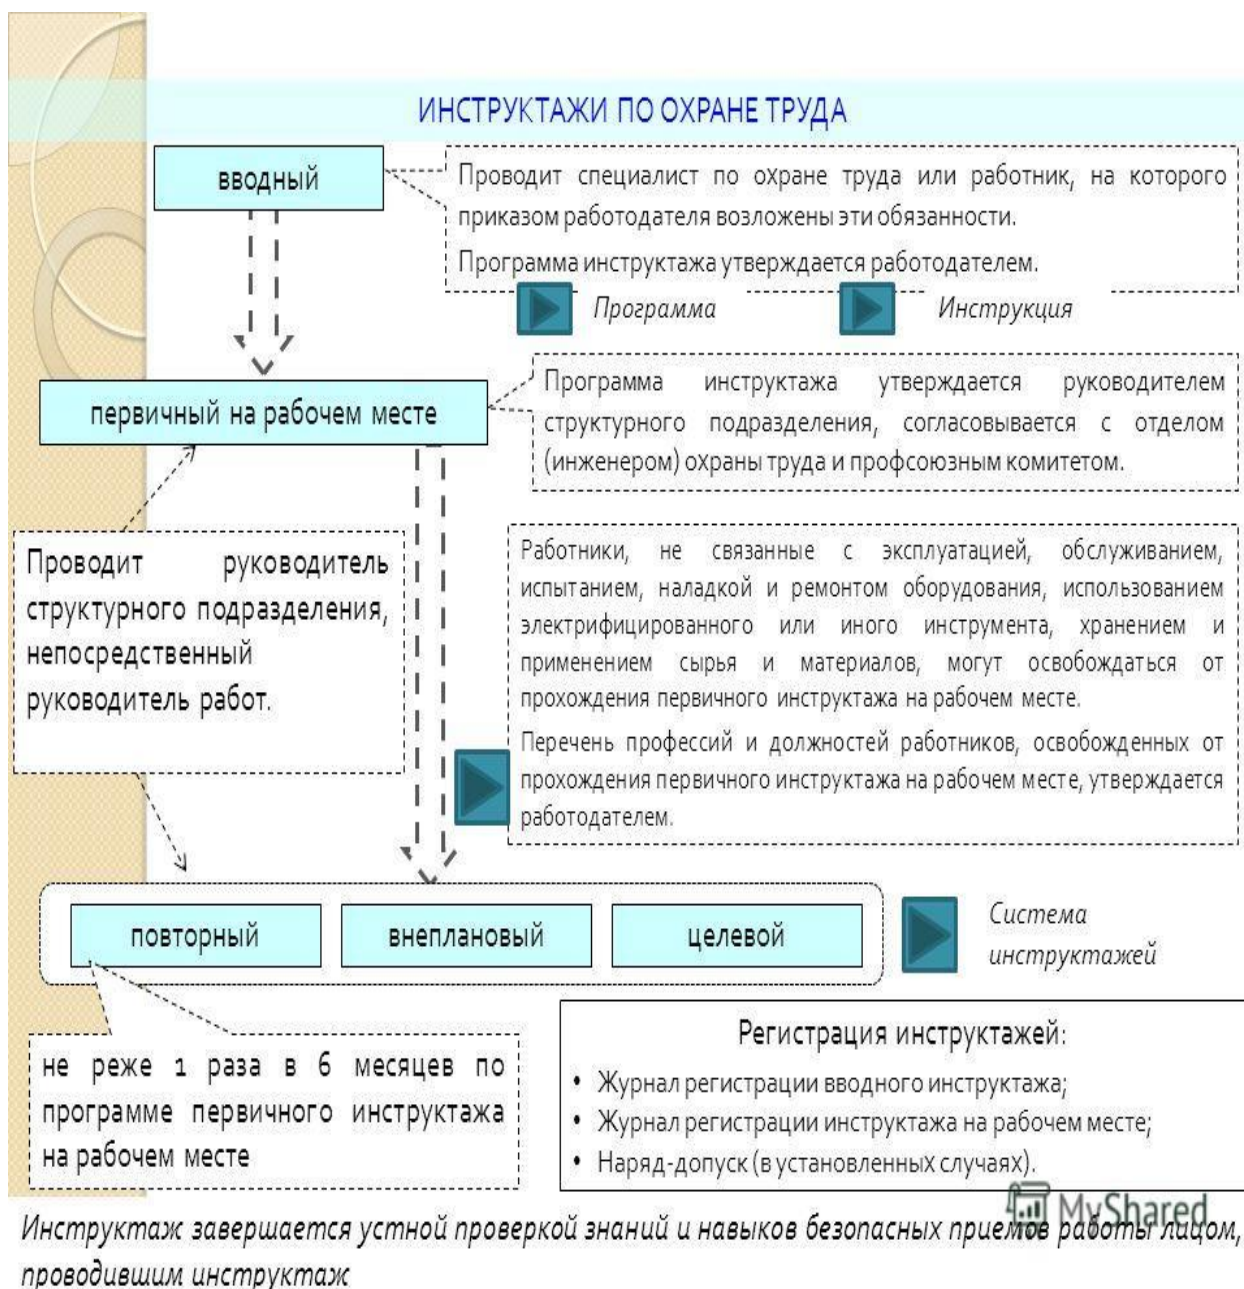 ИНСТРУКТАЖИ ПО ОХРАНЕ ТРУДА
вводный
Проводит специалист по охране труда или работник, на которого
приказом работодателя возложены эти обязанности.
Программа инструктажа утверждается работодателем.
Программа
Инструкция
первичный на рабочем месте
Программа инструктажа утверждается руководителем
структурного подразделения, согласовывается с отделом
(инженером) охраны труда и профсоюзным комитетом.
Проводит руководитель
структурного подразделения,
непосредственный
руководитель работ.
Работники, не связанные с эксплуатацией, обслуживанием,
испытанием, наладкой и ремонтом оборудования, использованием
электрифицированного или иного инструмента, хранением и
применением сырья и материалов, могут освобождаться от
прохождения первичного инструктажа на рабочем месте.
Перечень профессий и должностей работников, освобожденных от
прохождения первичного инструктажа на рабочем месте, утверждается
работодателем.
повторный
внеплановый
целевой
Система
инструктажей
не реже 1 раза в 6 месяцев по
программе первичного инструктажа
на рабочем месте
Регистрация инструктажей:
• Журнал регистрации вводного инструктажа;
• Журнал регистрации инструктажа на рабочем месте;
• Наряд-допуск (в установленных случаях).
MyShared
Инструктаж завершается устной проверкой знаний и навыков безопасных приемов работы лицом,
проводившим инструктаж